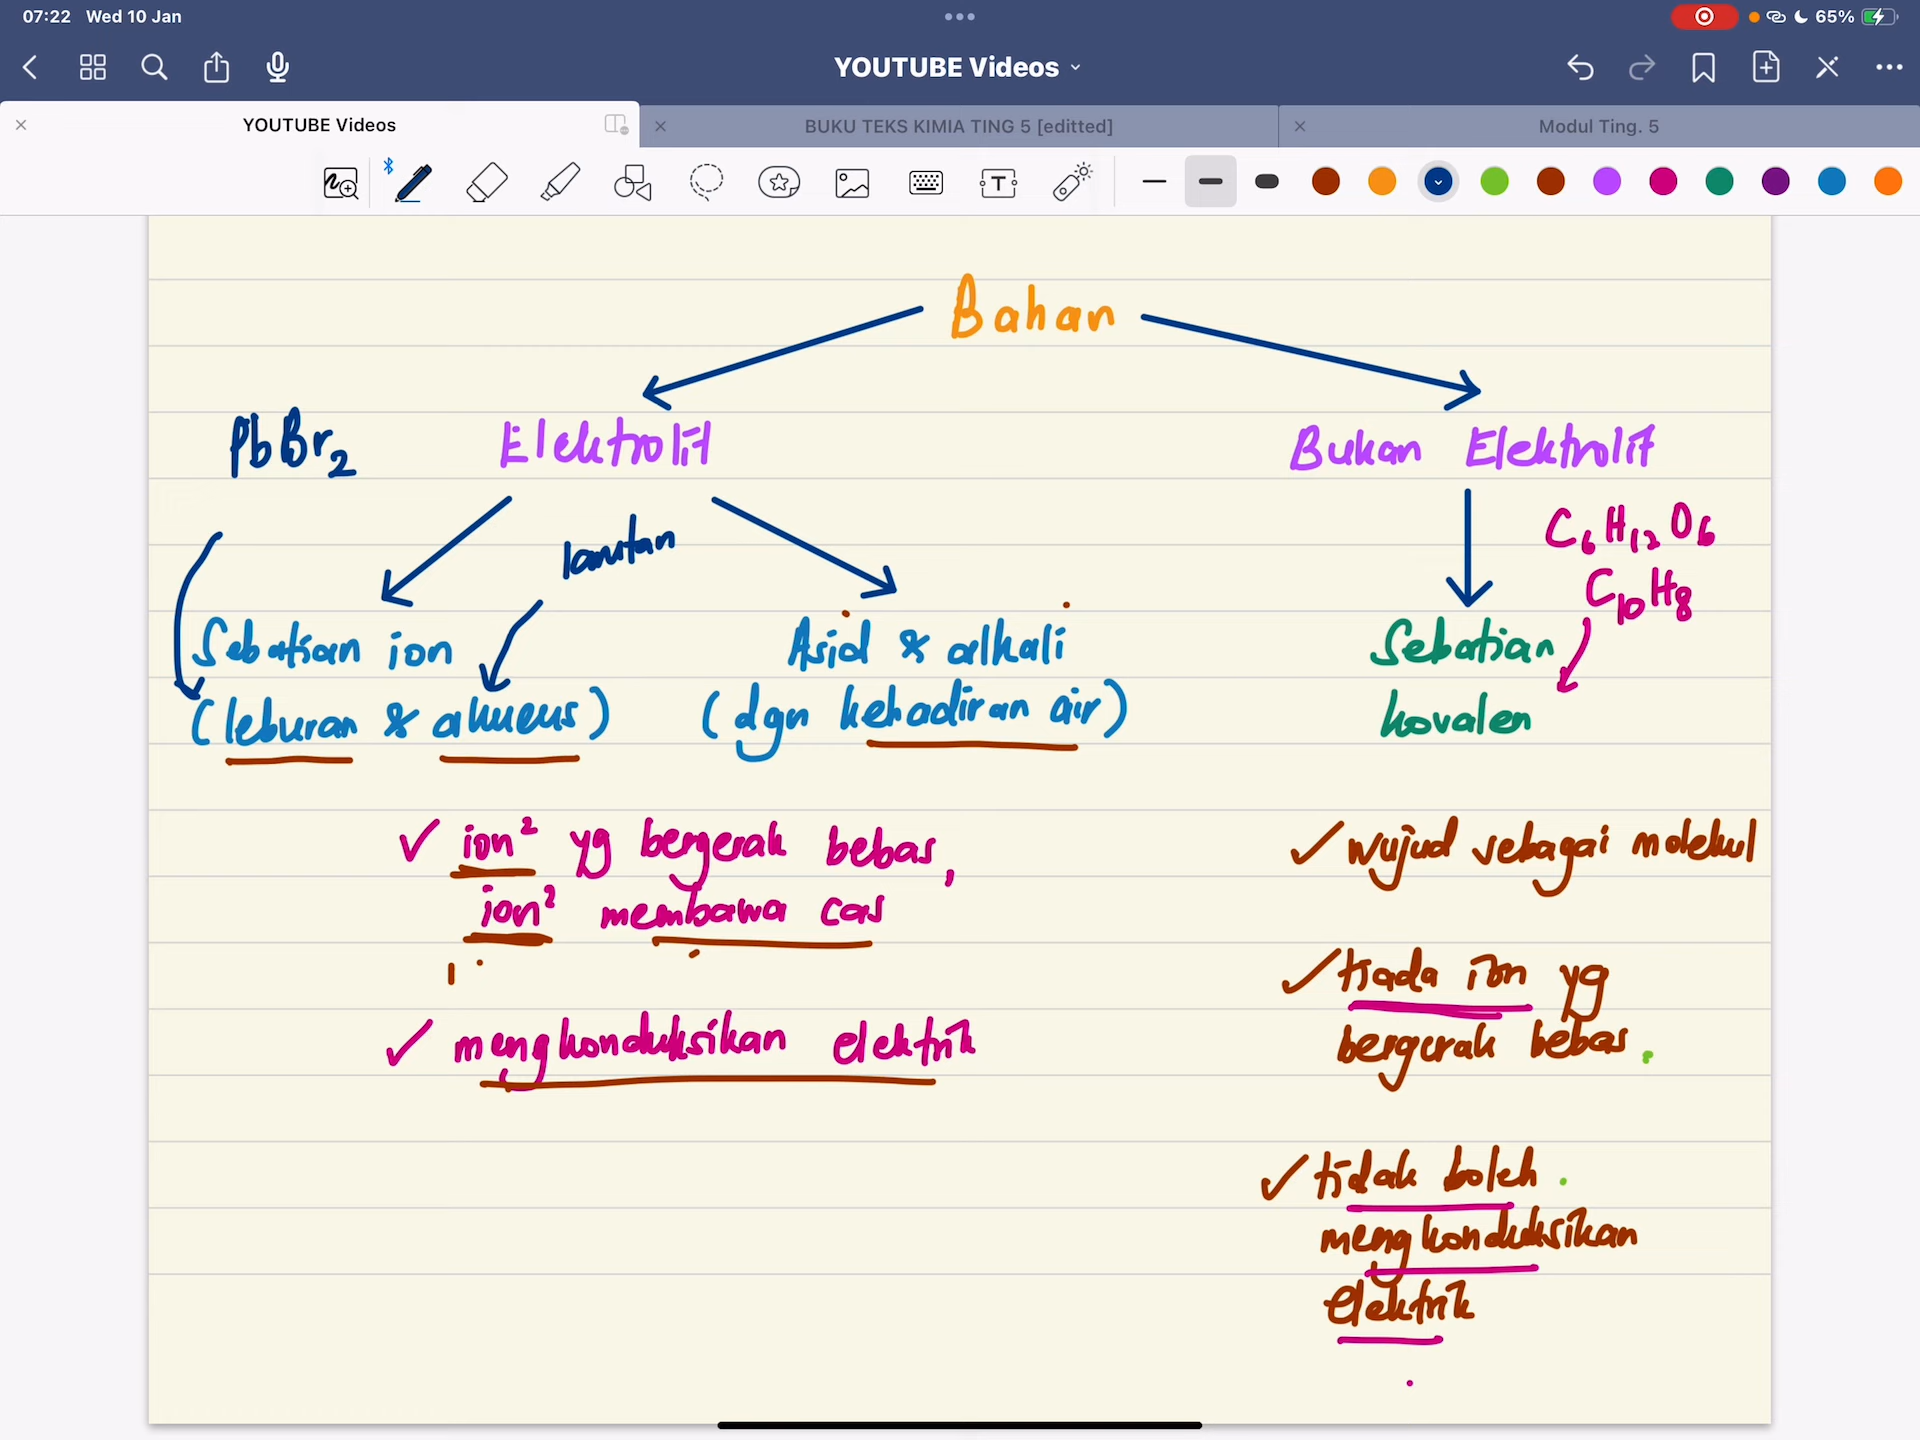 07:22 Wed 10 Jan
65%
YOUTUBE Videos
YOUTUBE Videos
BUKU TEKS KIMIA TING 5 [editted]
Modul Ting. 5
T
Bahan
PbBr₂ Elektrolit
Bukan Elektrolit
larutan
C₆H₁₂O₆
C₁₀H₈
Sebatian ion
(leburan & akueus)
Asid & alkali
(dgn kehadiran air)
Sebatian
kovalen
✓ ion² yg bergerak bebas,
ion² membawa cas
✓ mengkonduksikan elektrik
✓ wujud sebagai molekul
✓ tiada ion yg
bergerak bebas.
✓ tidak boleh
mengkonduksikan
elektrik